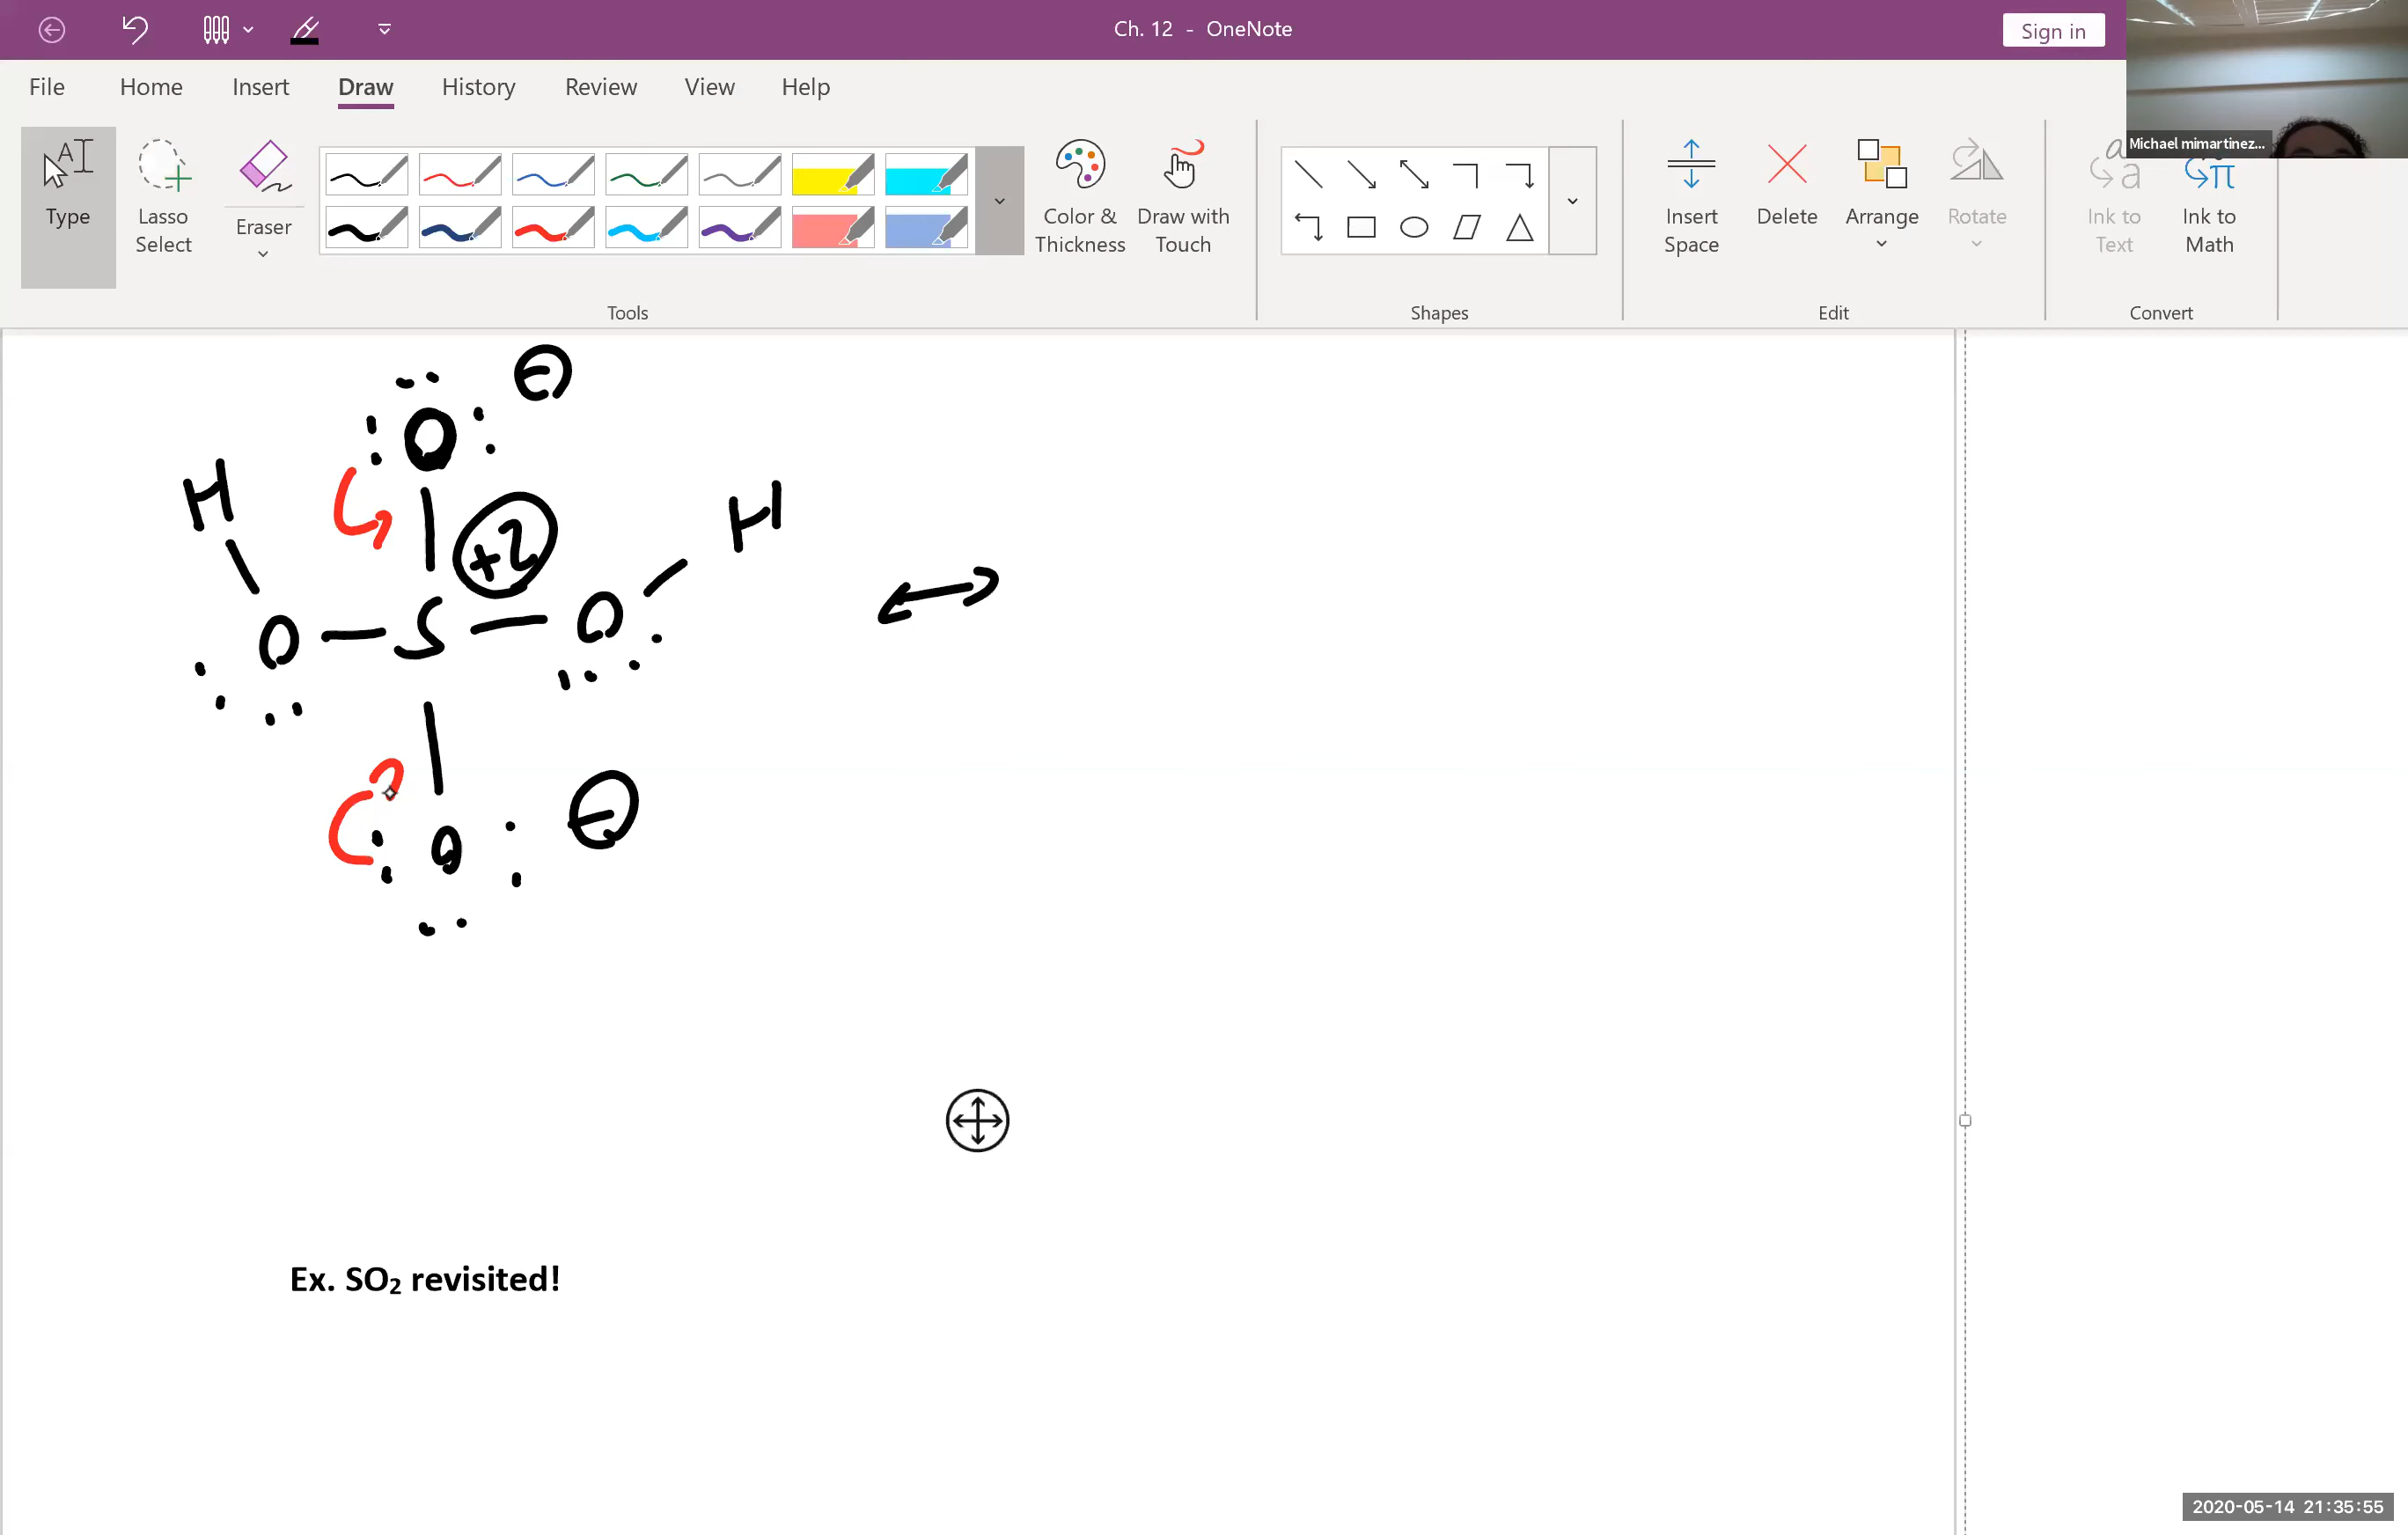 Ch. 12 - OneNote
Sign in
File Home Insert Draw History Review View Help
Michael mimartinez...
Type
Lasso Select
Eraser
Color & Thickness
Draw with Touch
Insert Space
Delete
Arrange
Rotate
Ink to Text
Ink to Math
Tools
Shapes
Edit
Convert
O
H
+2
H
O S O
O
Ex. SO₂ revisited!
2020-05-14 21:35:55